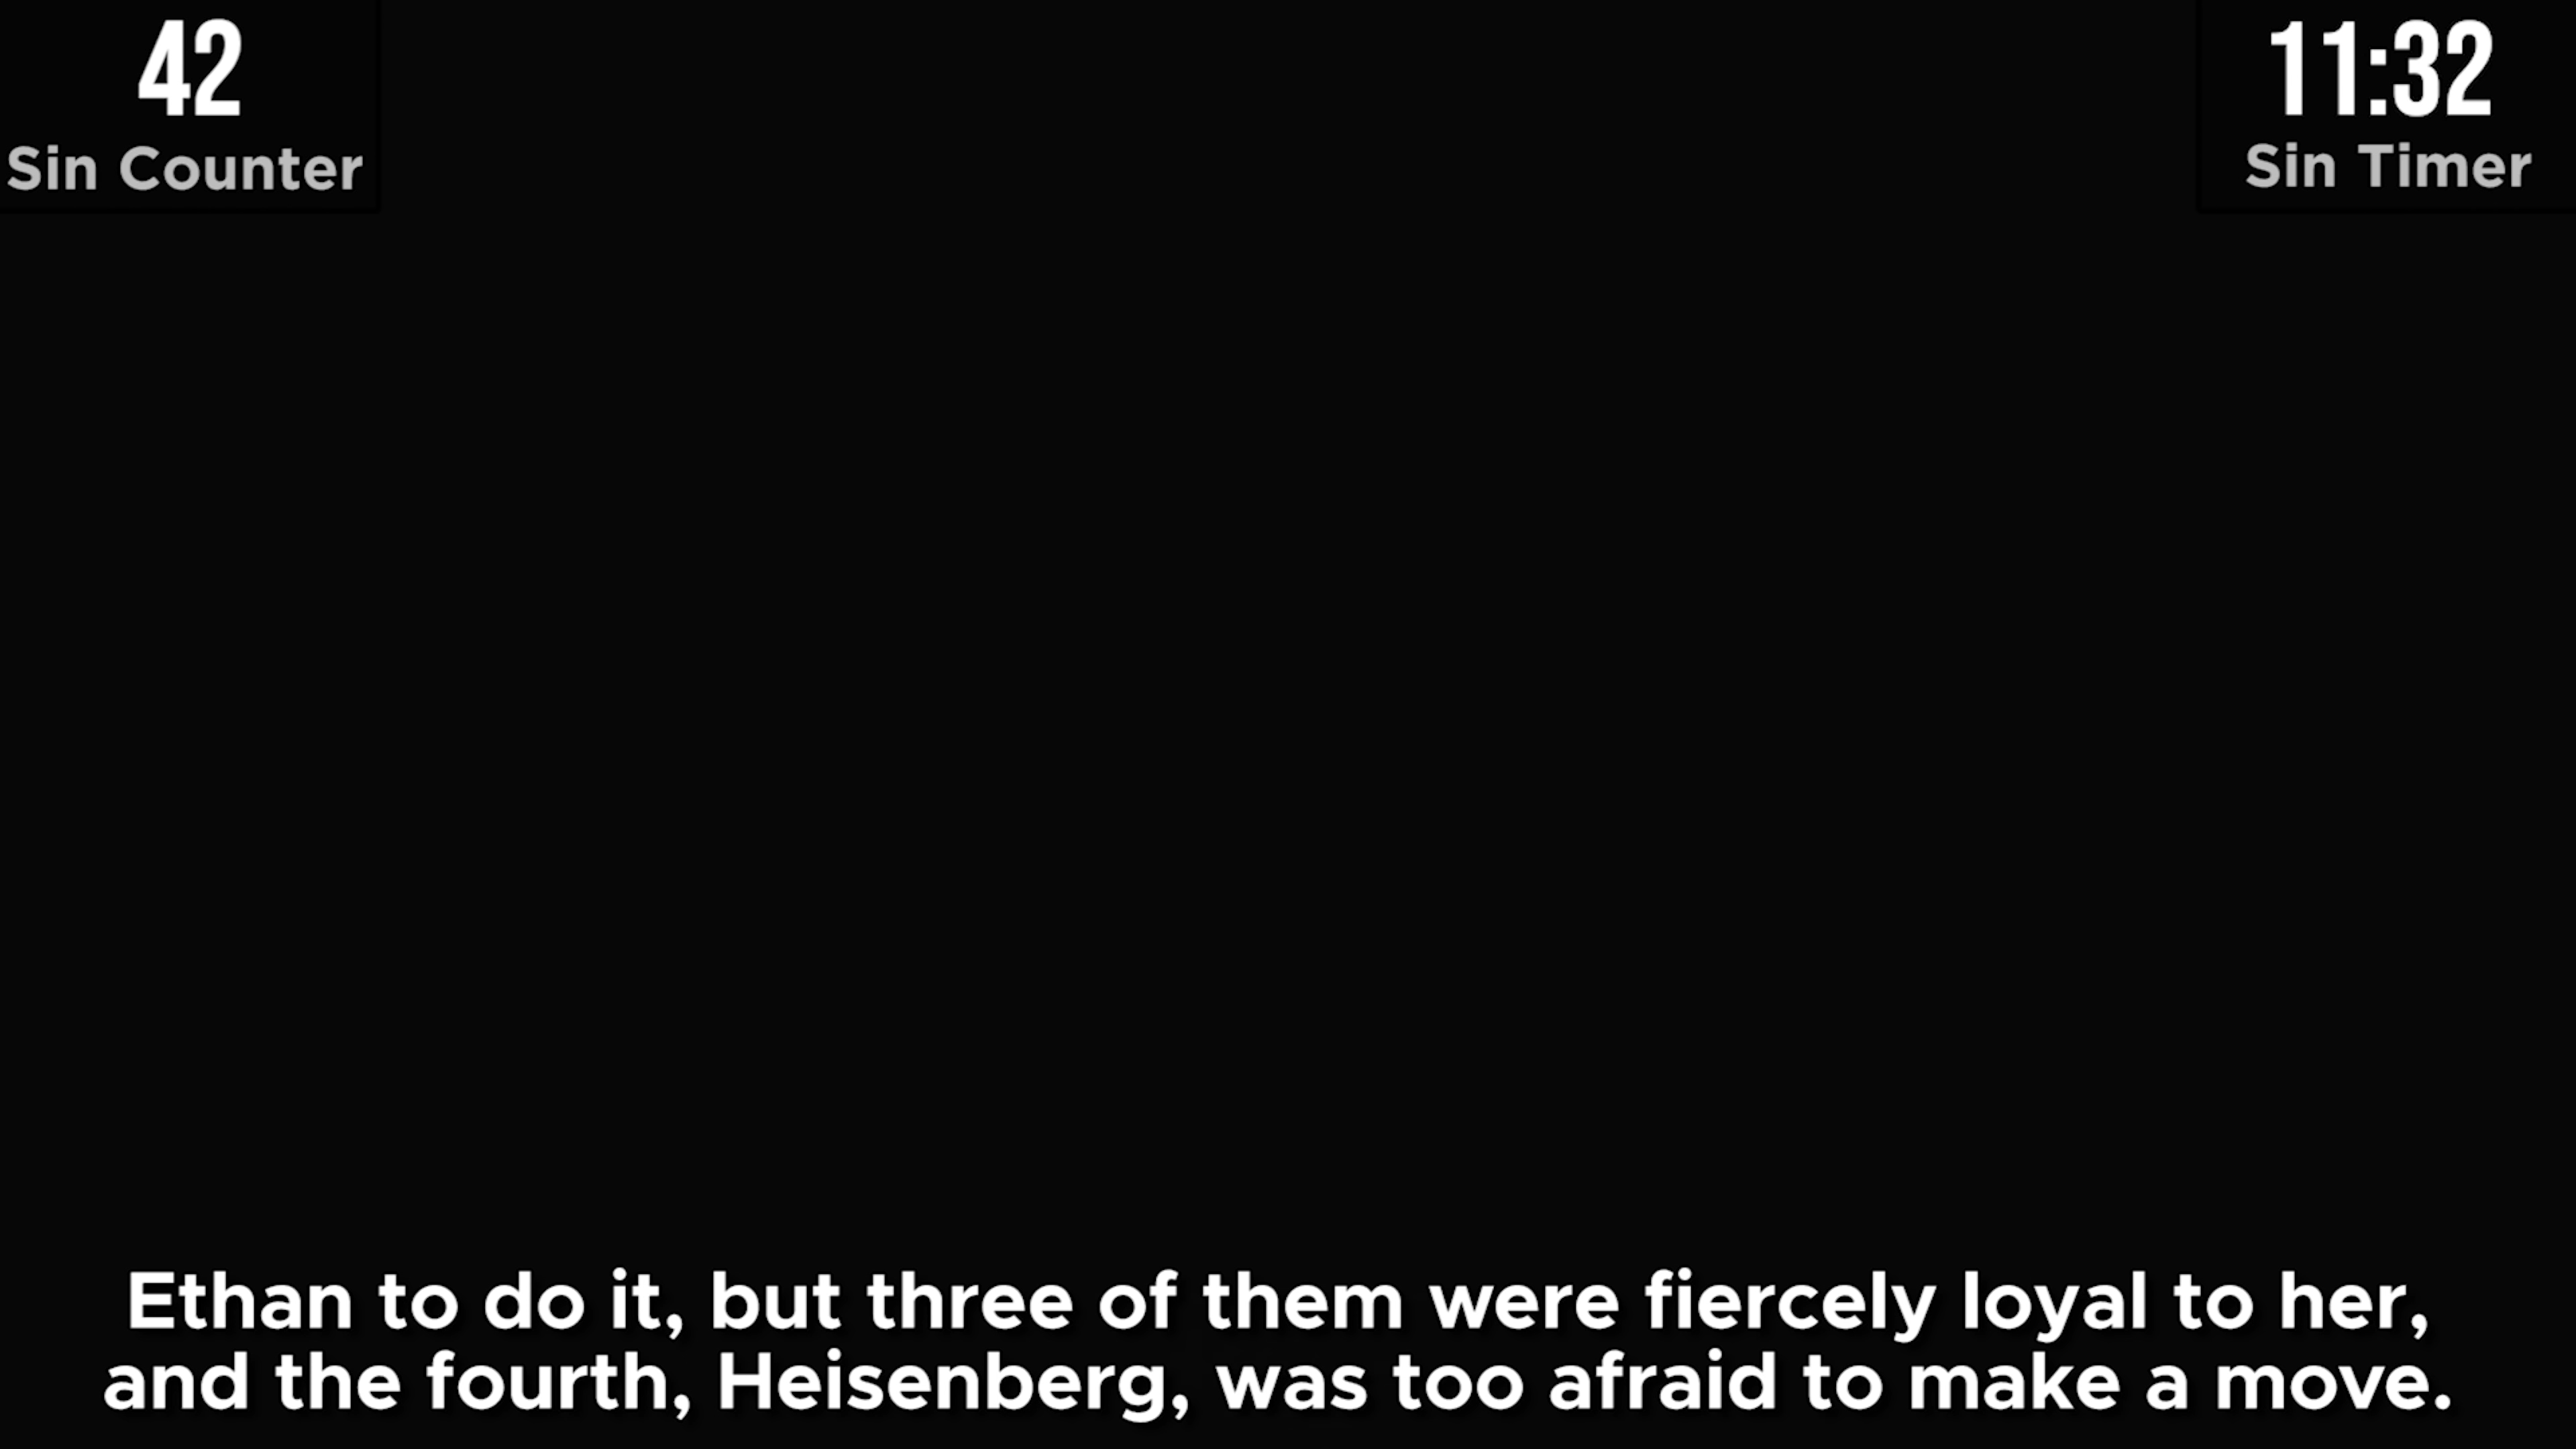 42
Sin Counter
11:32
Sin Timer
Ethan to do it, but three of them were fiercely loyal to her,
and the fourth, Heisenberg, was too afraid to make a move.